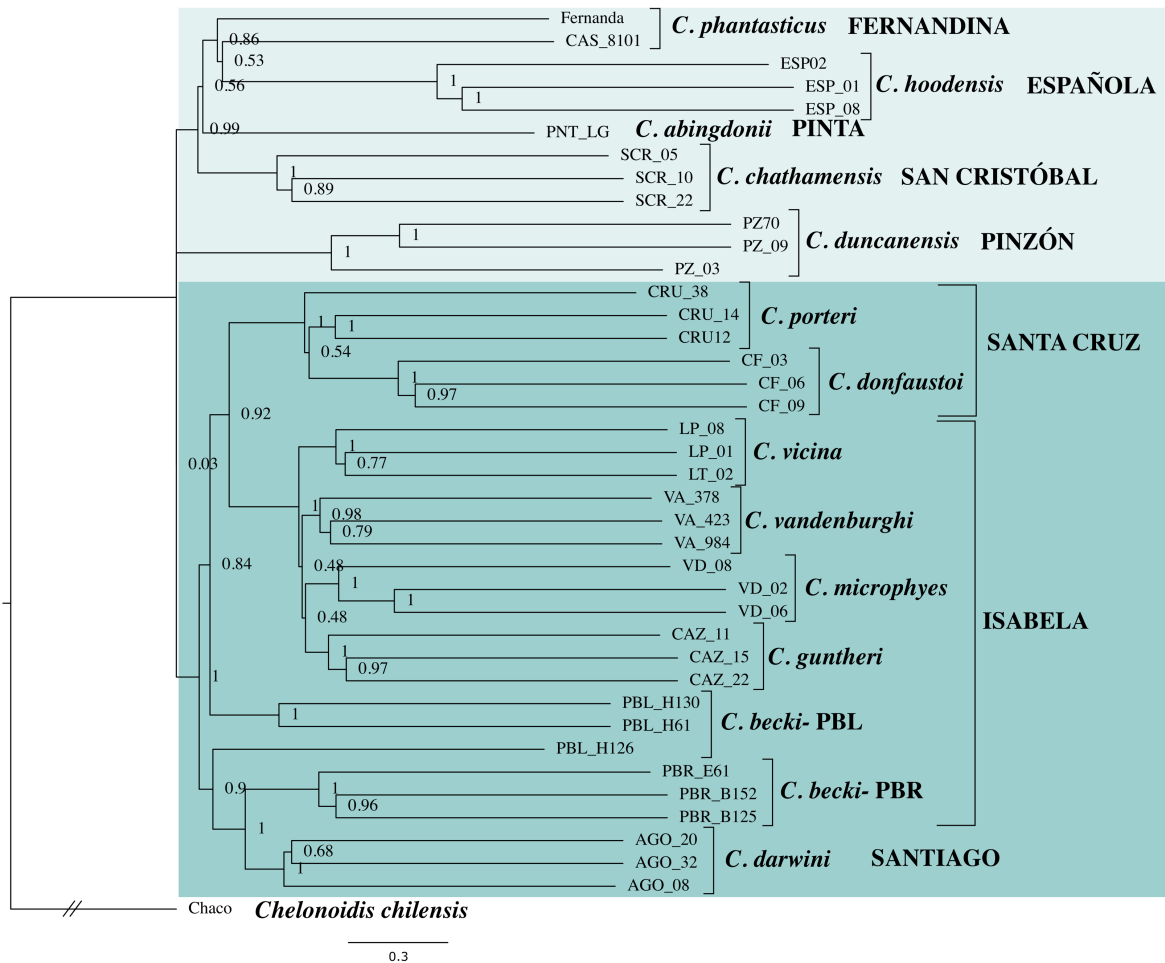 Fernanda
0.86
C. phantasticus FERNANDINA
CAS_8101
0.53
ESP02
1
0.56
ESP_01
C. hoodensis ESPAÑOLA
1
ESP_08
0.99
PNT_LG
C. abingdonii PINTA
SCR_05
1
SCR_10
C. chathamensis SAN CRISTÓBAL
0.89
SCR_22
PZ70
1
PZ_09
C. duncanensis PINZÓN
1
PZ_03
CRU_38
1
CRU_14
C. porteri
1
CRU12
SANTA CRUZ
0.54
CF_03
1
CF_06
C. donfaustoi
0.97
CF_09
0.92
LP_08
1
LP_01
C. vicina
0.03
0.77
LT_02
VA_378
1
0.98
VA_423
C. vandenburghi
0.79
VA_984
0.84
0.48
VD_08
1
VD_02
C. microphyes
1
VD_06
0.48
ISABELA
CAZ_11
1
CAZ_15
C. guntheri
0.97
CAZ_22
1
PBL_H130
1
C. becki- PBL
PBL_H61
PBL_H126
PBR_E61
0.9
1
PBR_B152
C. becki- PBR
0.96
PBR_B125
1
AGO_20
0.68
AGO_32
C. darwini SANTIAGO
1
AGO_08
Chaco
Chelonoidis chilensis
0.3